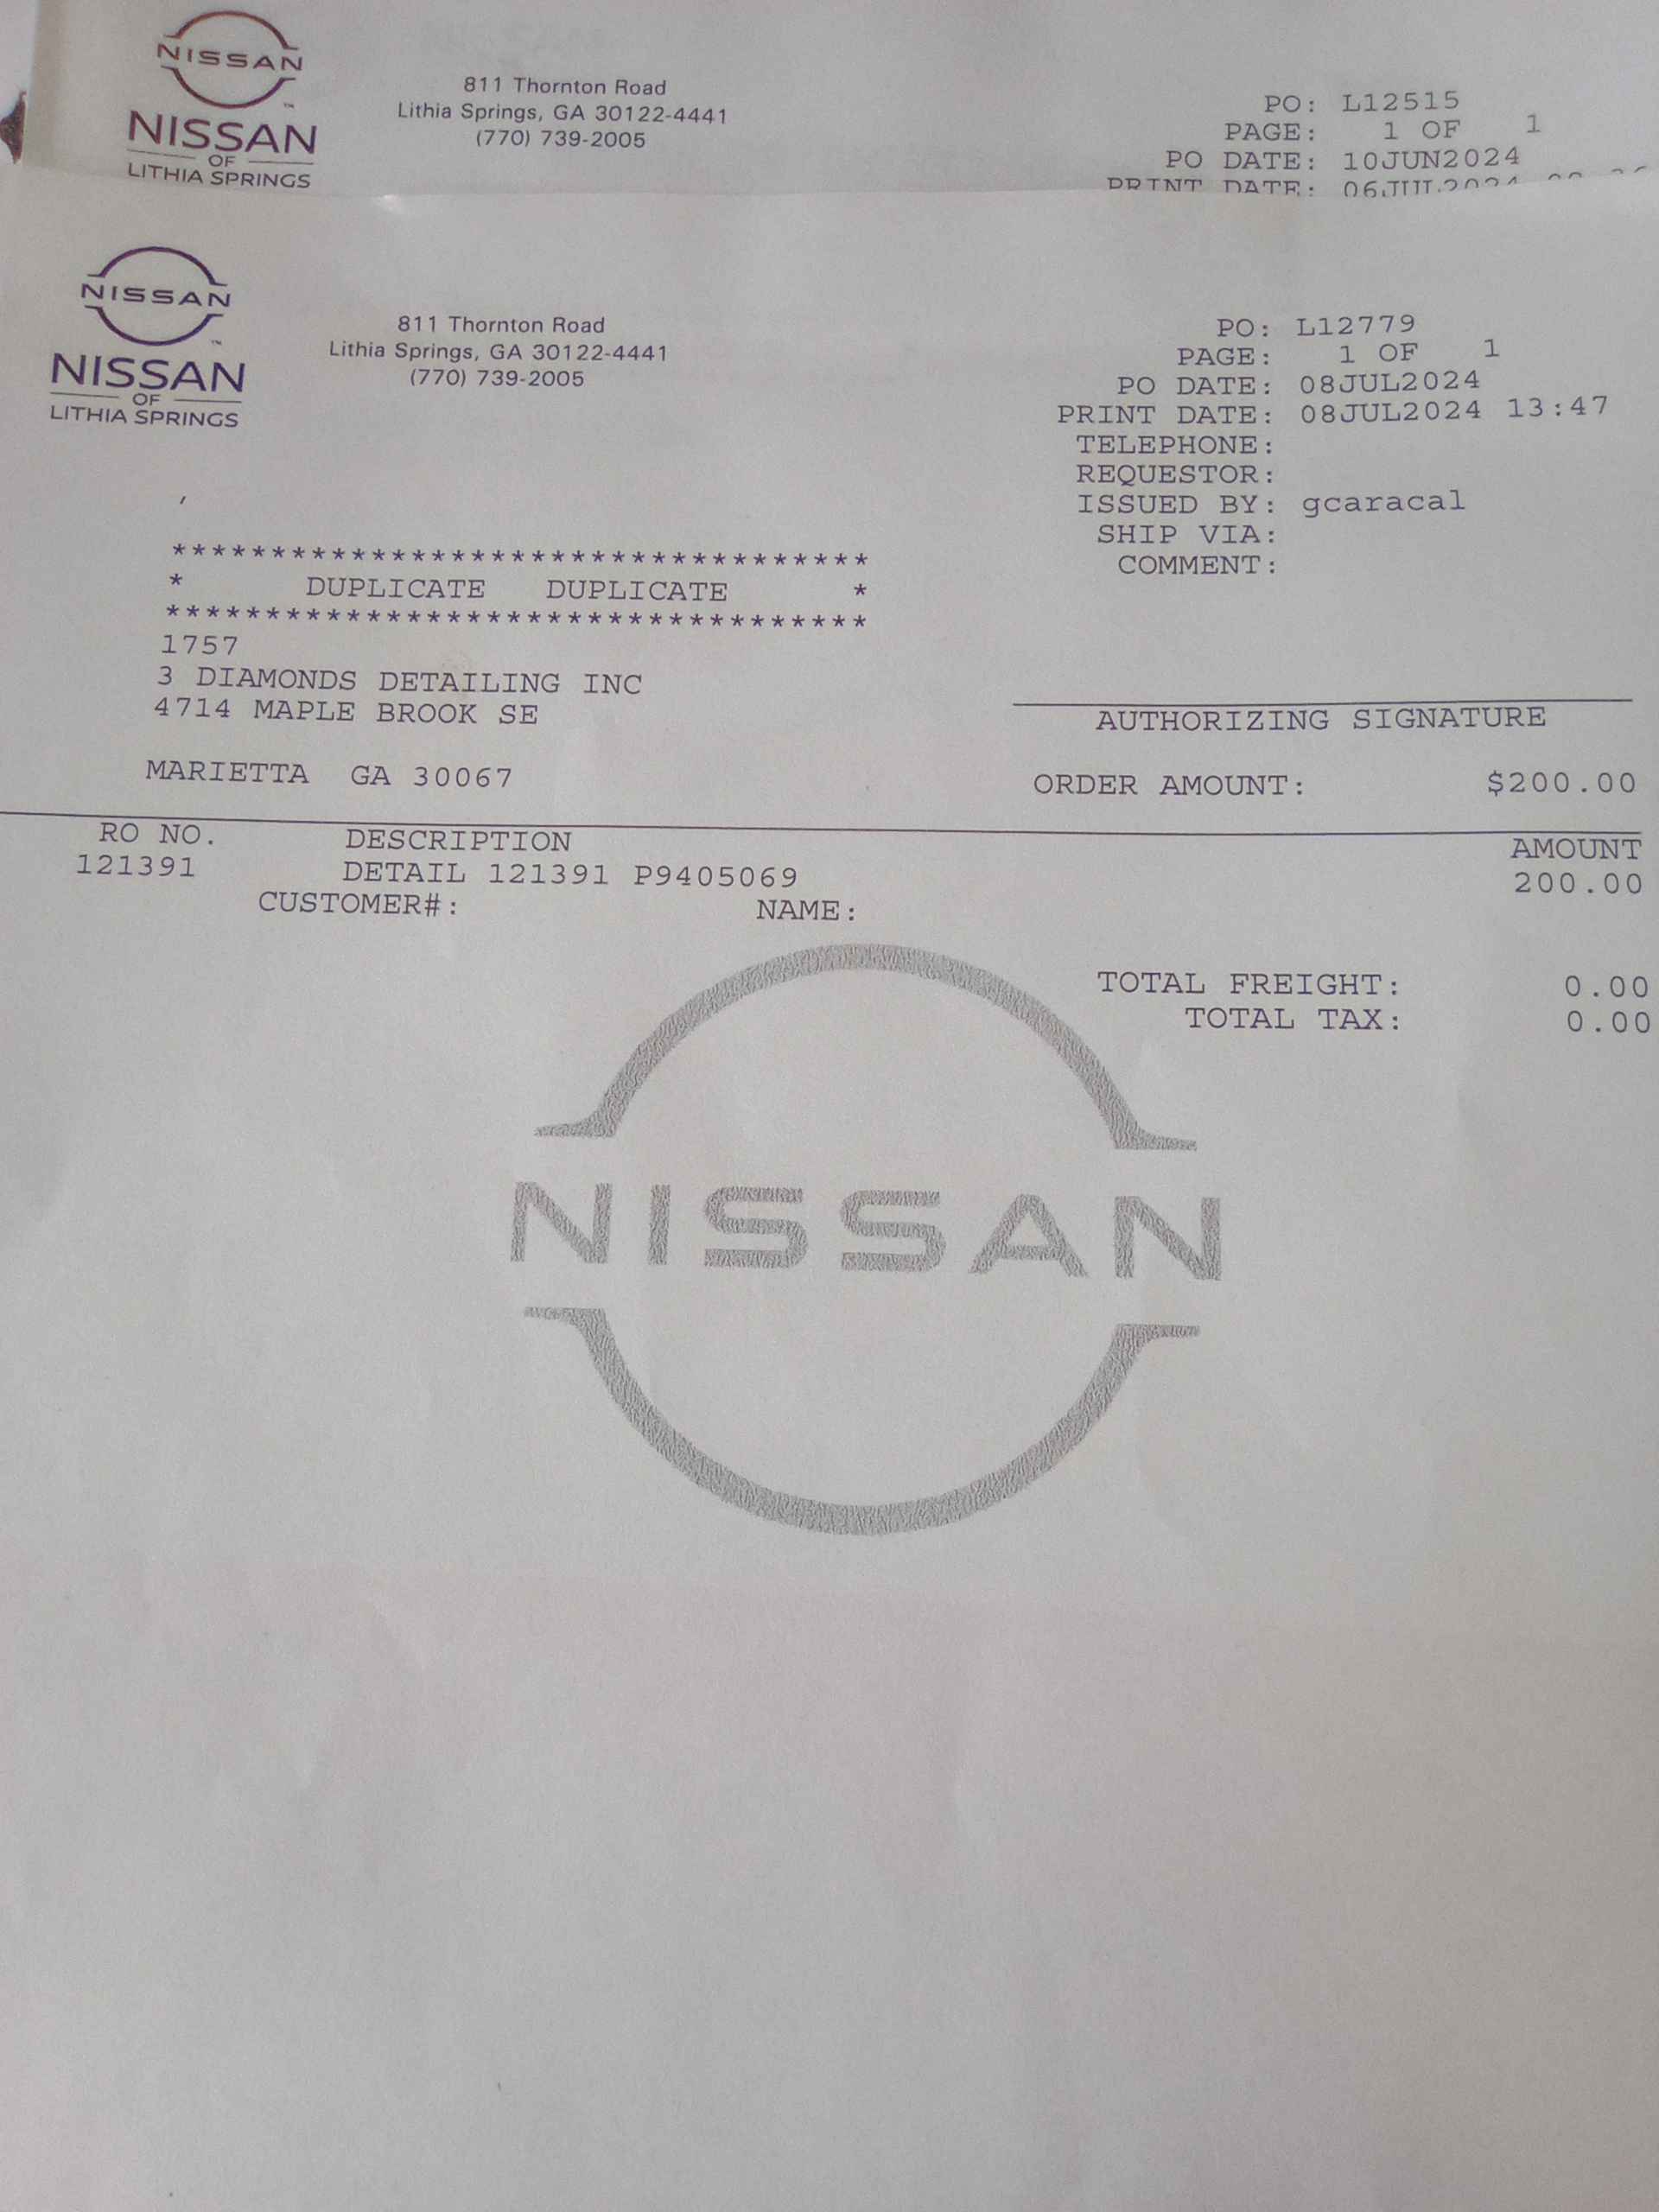 NISSAN
NISSAN
OF
LITHIA SPRINGS
811 Thornton Road
Lithia Springs, GA 30122-4441
(770) 739-2005
PO: L12515
PAGE: 1 OF 1
PO DATE: 10JUN2024
PRINT DATE: 06JUL2024
NISSAN
NISSAN
OF
LITHIA SPRINGS
811 Thornton Road
Lithia Springs, GA 30122-4441
(770) 739-2005
PO: L12779
PAGE: 1 OF 1
PO DATE: 08JUL2024
PRINT DATE: 08JUL2024 13:47
TELEPHONE:
REQUESTOR:
ISSUED BY: gcaracal
SHIP VIA:
COMMENT:
***********************************
* DUPLICATE DUPLICATE *
***********************************
1757
3 DIAMONDS DETAILING INC
4714 MAPLE BROOK SE
MARIETTA GA 30067
AUTHORIZING SIGNATURE
ORDER AMOUNT: $200.00
RO NO. DESCRIPTION AMOUNT
121391 DETAIL 121391 P9405069 200.00
CUSTOMER#: NAME:
TOTAL FREIGHT: 0.00
TOTAL TAX: 0.00
NISSAN